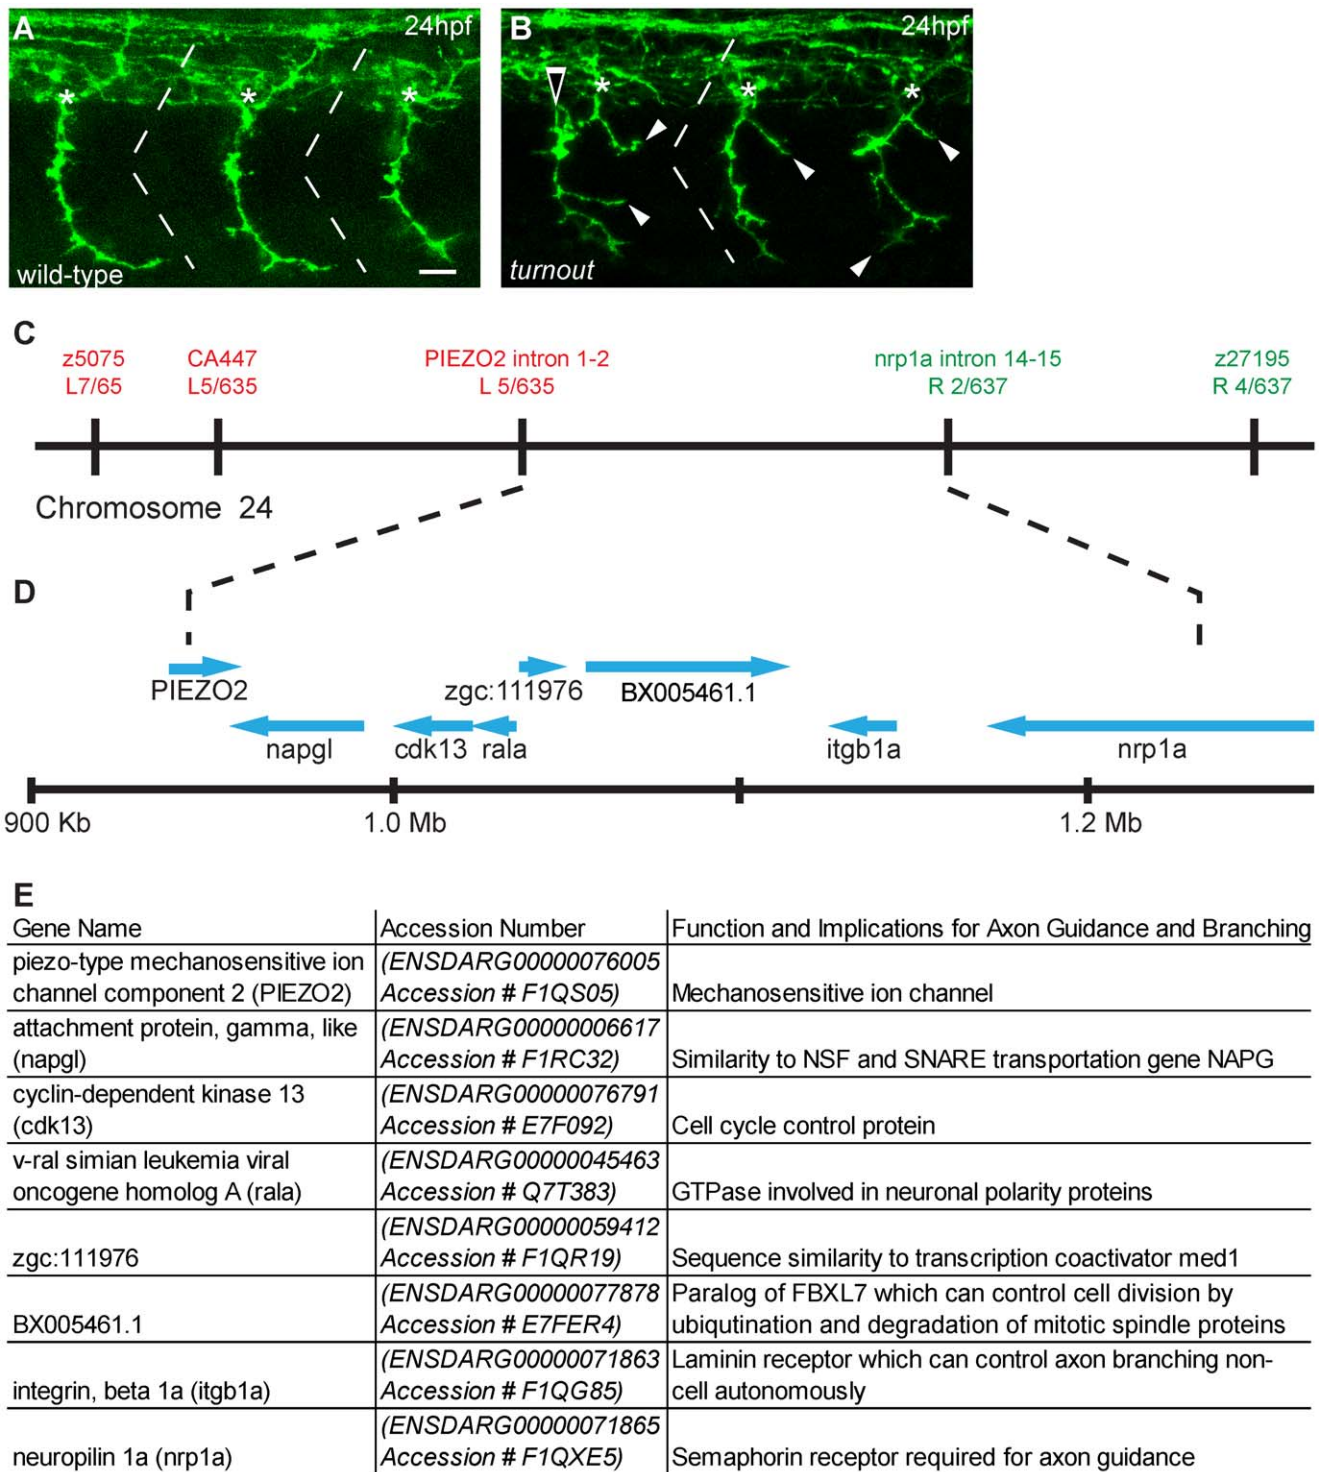 A
24hpf
*
*
*
wild-type
B
24hpf
*
*
*
turnout
C
z5075
L7/65
CA447
L5/635
PIEZO2 intron 1-2
L 5/635
nrp1a intron 14-15
R 2/637
z27195
R 4/637
Chromosome 24
D
PIEZO2
zgc:111976
BX005461.1
napgl
cdk13
rala
itgb1a
nrp1a
900 Kb
1.0 Mb
1.2 Mb
E
Gene Name
Accession Number
Function and Implications for Axon Guidance and Branching
piezo-type mechanosensitive ion
channel component 2 (PIEZO2)
(ENSDARG00000076005
Accession # F1QS05)
Mechanosensitive ion channel
attachment protein, gamma, like
(napgl)
(ENSDARG00000006617
Accession # F1RC32)
Similarity to NSF and SNARE transportation gene NAPG
cyclin-dependent kinase 13
(cdk13)
(ENSDARG00000076791
Accession # E7F092)
Cell cycle control protein
v-ral simian leukemia viral
oncogene homolog A (rala)
(ENSDARG00000045463
Accession # Q7T383)
GTPase involved in neuronal polarity proteins
zgc:111976
(ENSDARG00000059412
Accession # F1QR19)
Sequence similarity to transcription coactivator med1
BX005461.1
(ENSDARG00000077878
Accession # E7FER4)
Paralog of FBXL7 which can control cell division by
ubiqutination and degradation of mitotic spindle proteins
integrin, beta 1a (itgb1a)
(ENSDARG00000071863
Accession # F1QG85)
Laminin receptor which can control axon branching non-
cell autonomously
neuropilin 1a (nrp1a)
(ENSDARG00000071865
Accession # F1QXE5)
Semaphorin receptor required for axon guidance